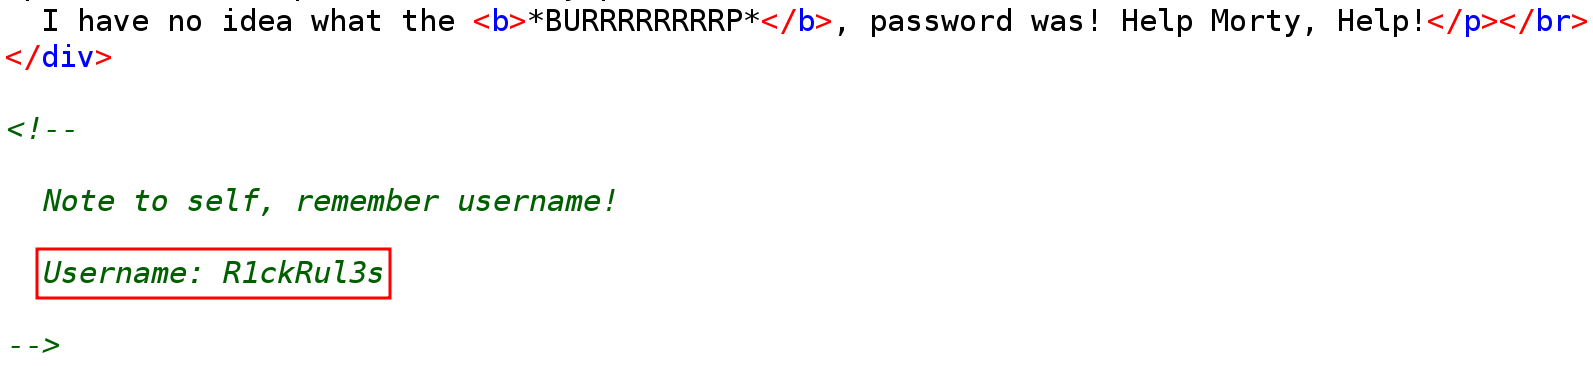 I have no idea what the <b>*BURRRRRRRRP*</b>, password was! Help Morty, Help!</p></br>
</div>
<!--
Note to self, remember username!
Username: R1ckRul3s
-->